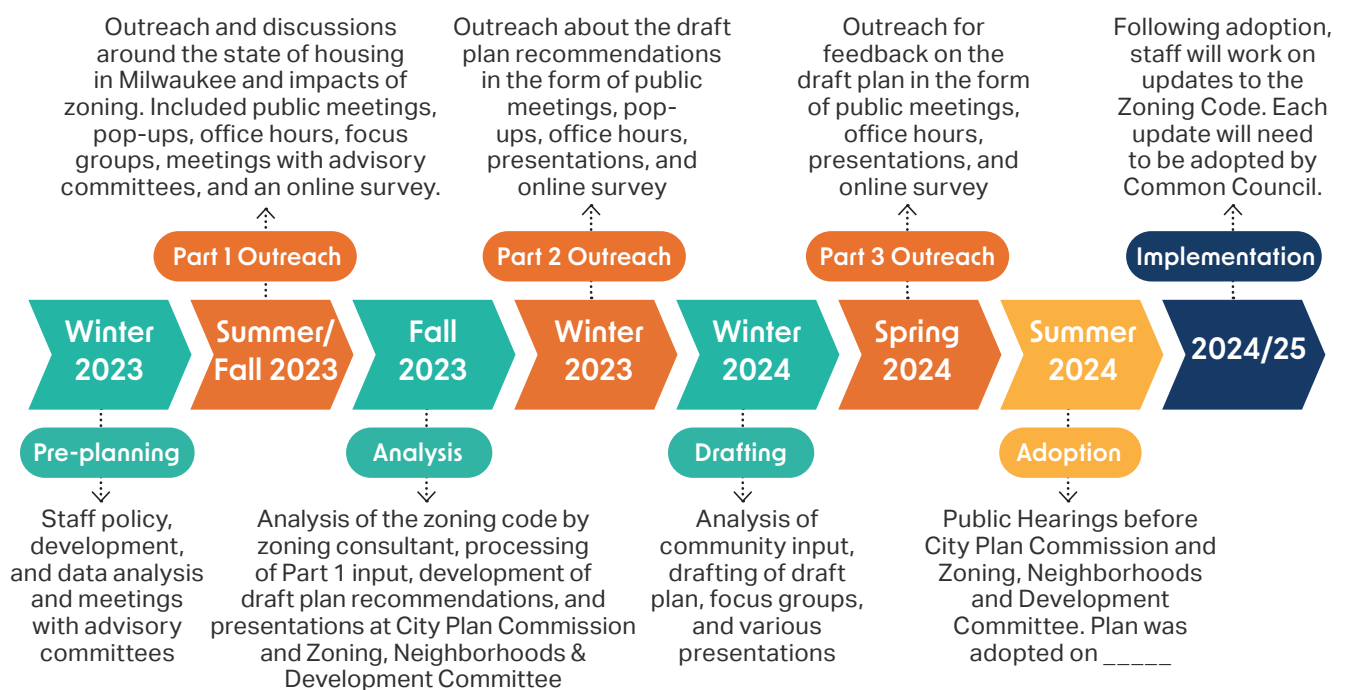 Outreach and discussions
around the state of housing
in Milwaukee and impacts of
zoning. Included public meetings,
pop-ups, office hours, focus
groups, meetings with advisory
committees, and an online survey.
Outreach about the draft
plan recommendations
in the form of public
meetings, pop-
ups, office hours,
presentations, and
online survey
Outreach for
feedback on the
draft plan in the form
of public meetings,
office hours,
presentations, and
online survey
Following adoption,
staff will work on
updates to the
Zoning Code. Each
update will need
to be adopted by
Common Council.
Part 1 Outreach
Part 2 Outreach
Part 3 Outreach
Implementation
Winter
2023
Summer/
Fall 2023
Fall
2023
Winter
2023
Winter
2024
Spring
2024
Summer
2024
2024/25
Pre-planning
Analysis
Drafting
Adoption
Staff policy,
development,
and data analysis
and meetings
with advisory
committees
Analysis of the zoning code by
zoning consultant, processing
of Part 1 input, development of
draft plan recommendations, and
presentations at City Plan Commission
and Zoning, Neighborhoods &
Development Committee
Analysis of
community input,
drafting of draft
plan, focus groups,
and various
presentations
Public Hearings before
City Plan Commission and
Zoning, Neighborhoods
and Development
Committee. Plan was
adopted on _____